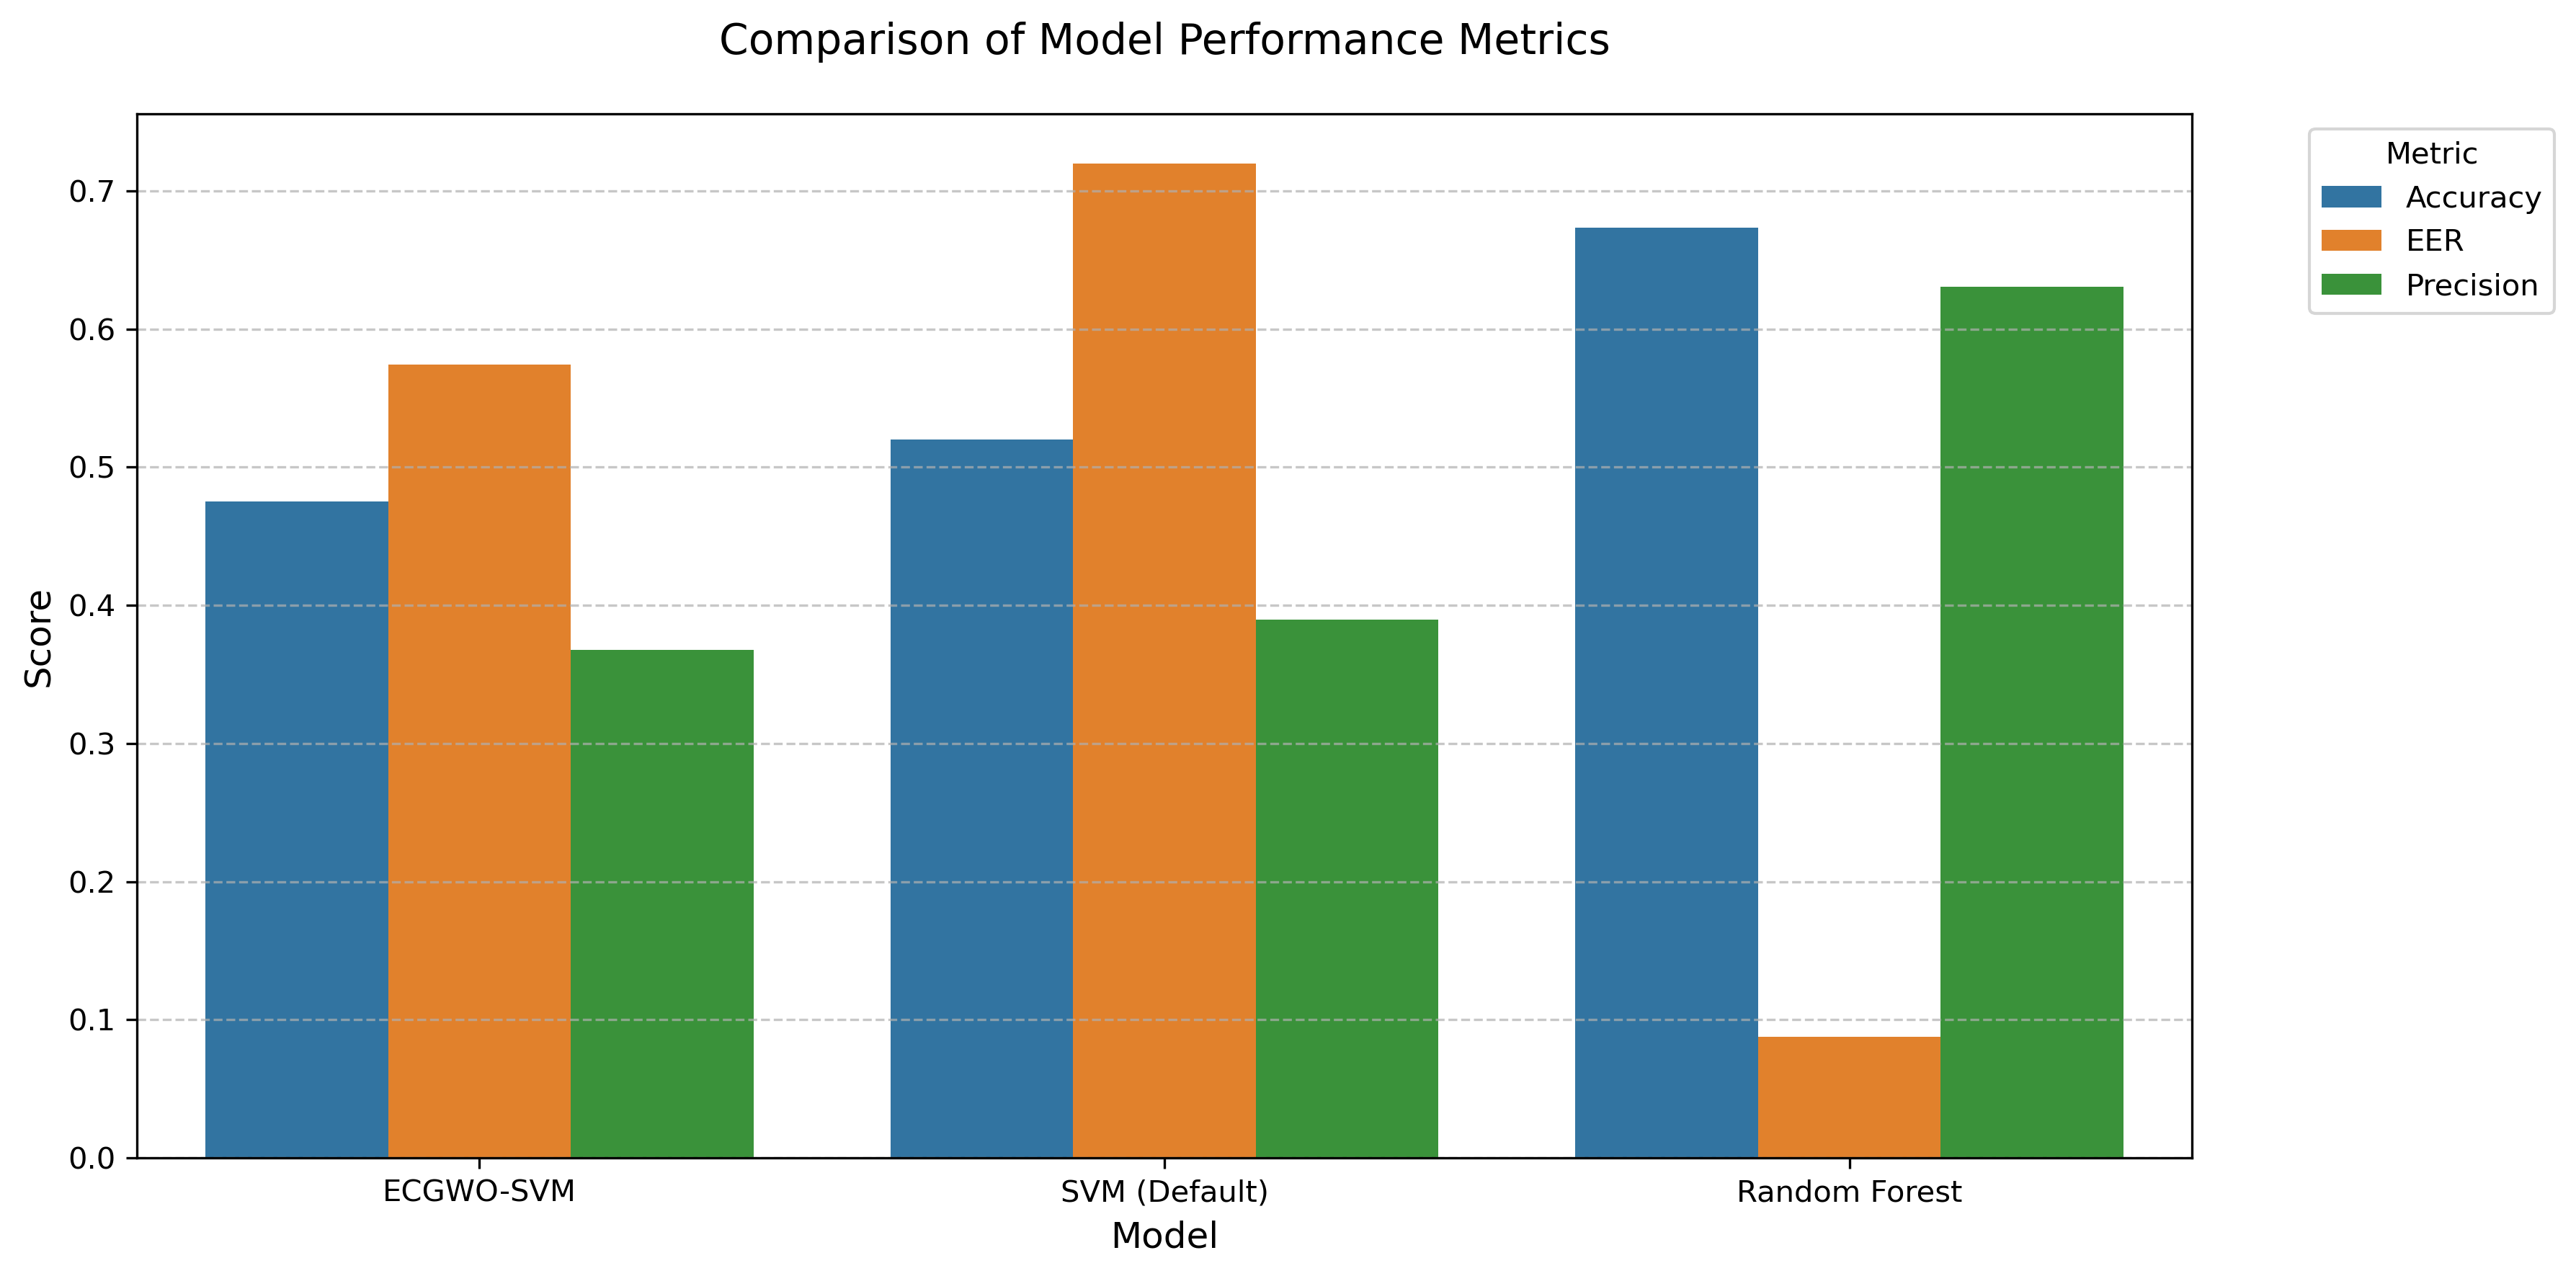 Comparison of Model Performance Metrics
Metric
Accuracy
EER
Precision
Score
0.7
0.6
0.5
0.4
0.3
0.2
0.1
0.0
ECGWO-SVM
SVM (Default)
Random Forest
Model